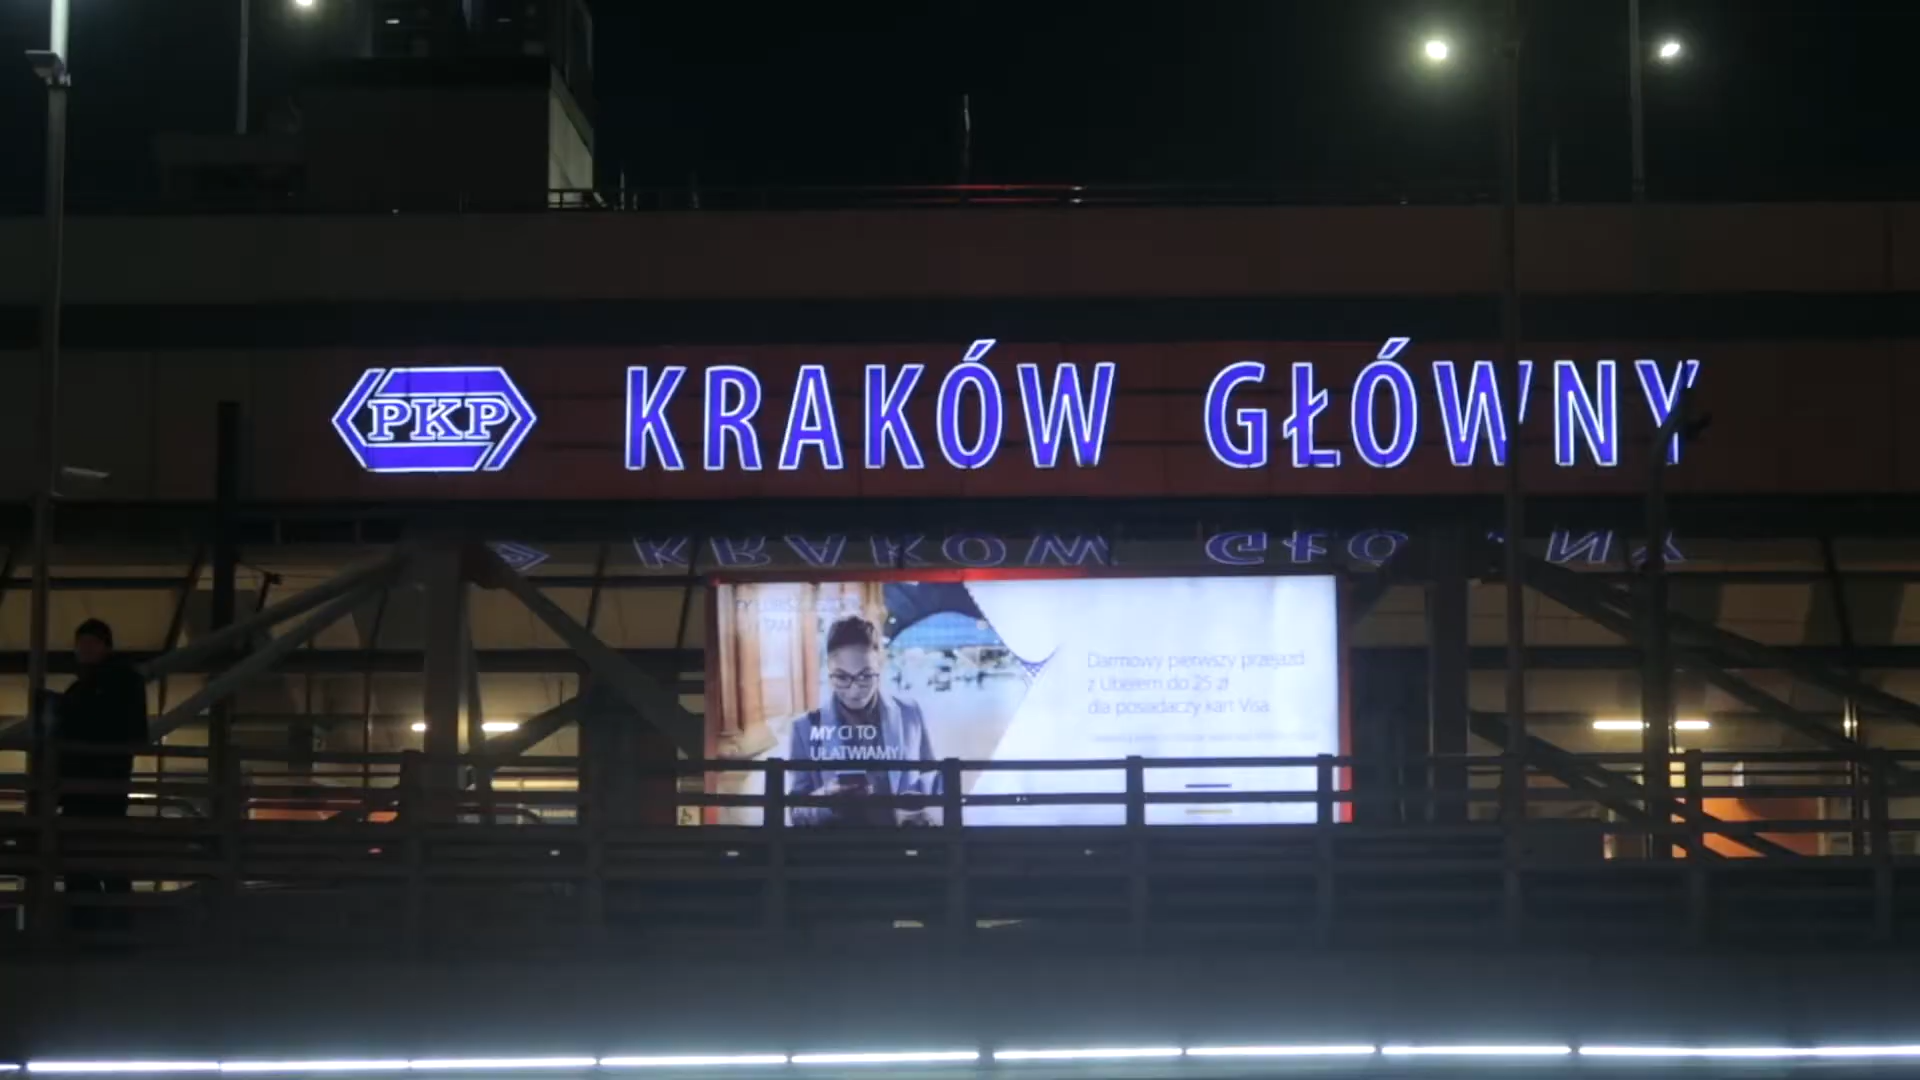 PKP KRAKÓW GŁÓWNY
MY CI TO
UŁATWIAMY
Darmowy pierwszy przejazd
z Uberem do 25 zł
dla posiadaczy kart Visa